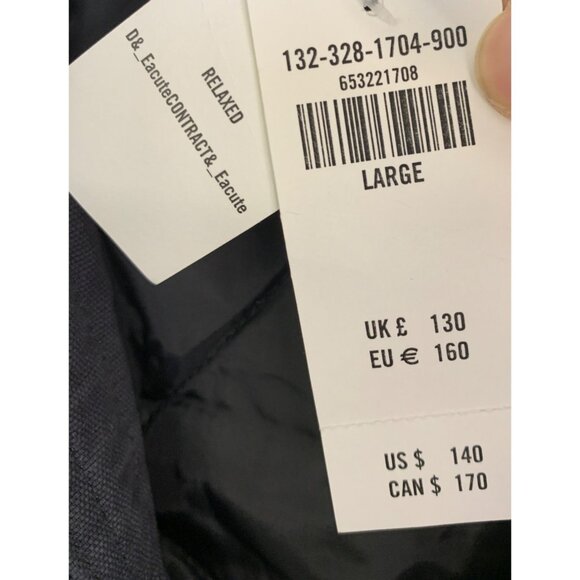 RELAXED
D&_EacuteCONTRACT&_Eacute
132-328-1704-900
653221708
LARGE
UK £ 130
EU € 160
US $ 140
CAN $ 170